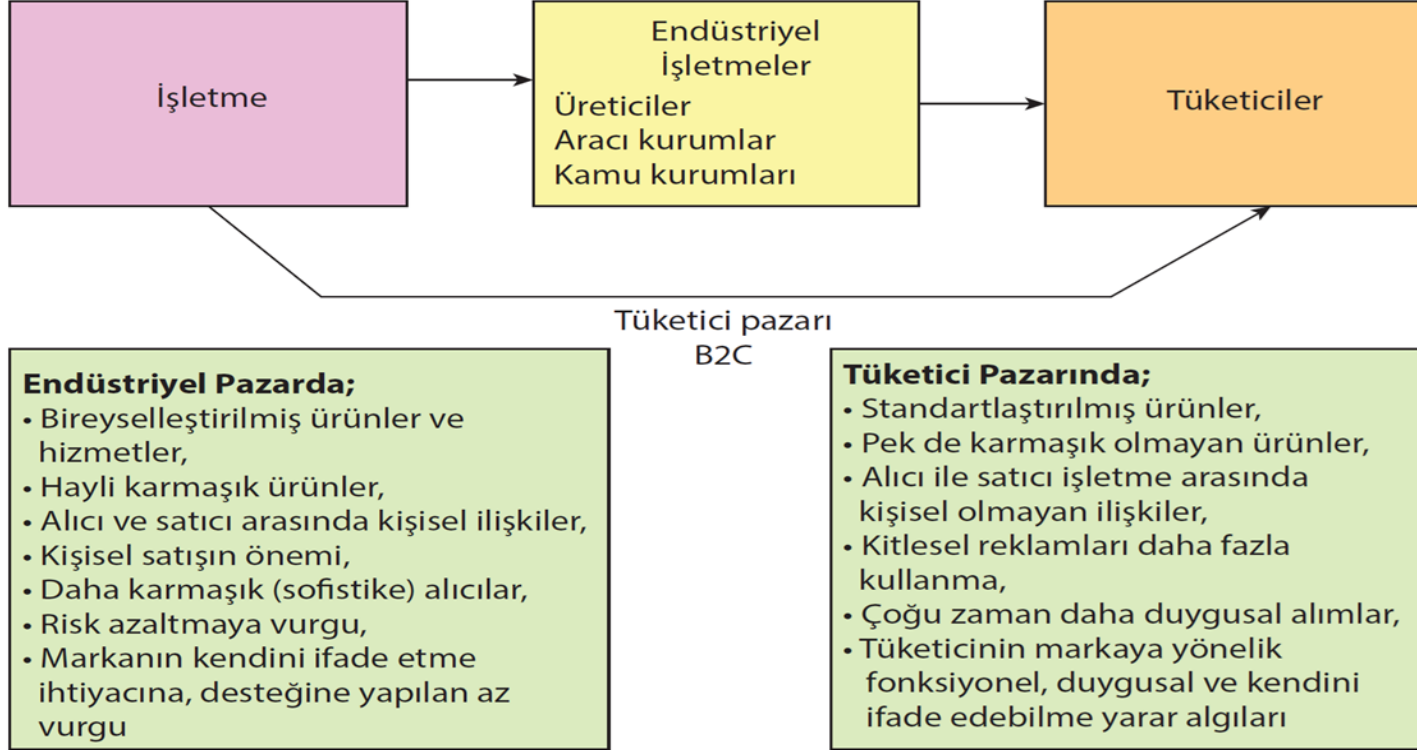 İşletme
Endüstriyel
İşletmeler
Üreticiler
Aracı kurumlar
Kamu kurumları
Tüketiciler
Tüketici pazarı
B2C
Endüstriyel Pazarda;
• Bireyselleştirilmiş ürünler ve
hizmetler,
• Hayli karmaşık ürünler,
• Alıcı ve satıcı arasında kişisel ilişkiler,
• Kişisel satışın önemi,
• Daha karmaşık (sofistike) alıcılar,
• Risk azaltmaya vurgu,
• Markanın kendini ifade etme
ihtiyacına, desteğine yapılan az
vurgu
Tüketici Pazarında;
• Standartlaştırılmış ürünler,
• Pek de karmaşık olmayan ürünler,
• Alıcı ile satıcı işletme arasında
kişisel olmayan ilişkiler,
• Kitlesel reklamları daha fazla
kullanma,
• Çoğu zaman daha duygusal alımlar,
• Tüketicinin markaya yönelik
fonksiyonel, duygusal ve kendini
ifade edebilme yarar algıları